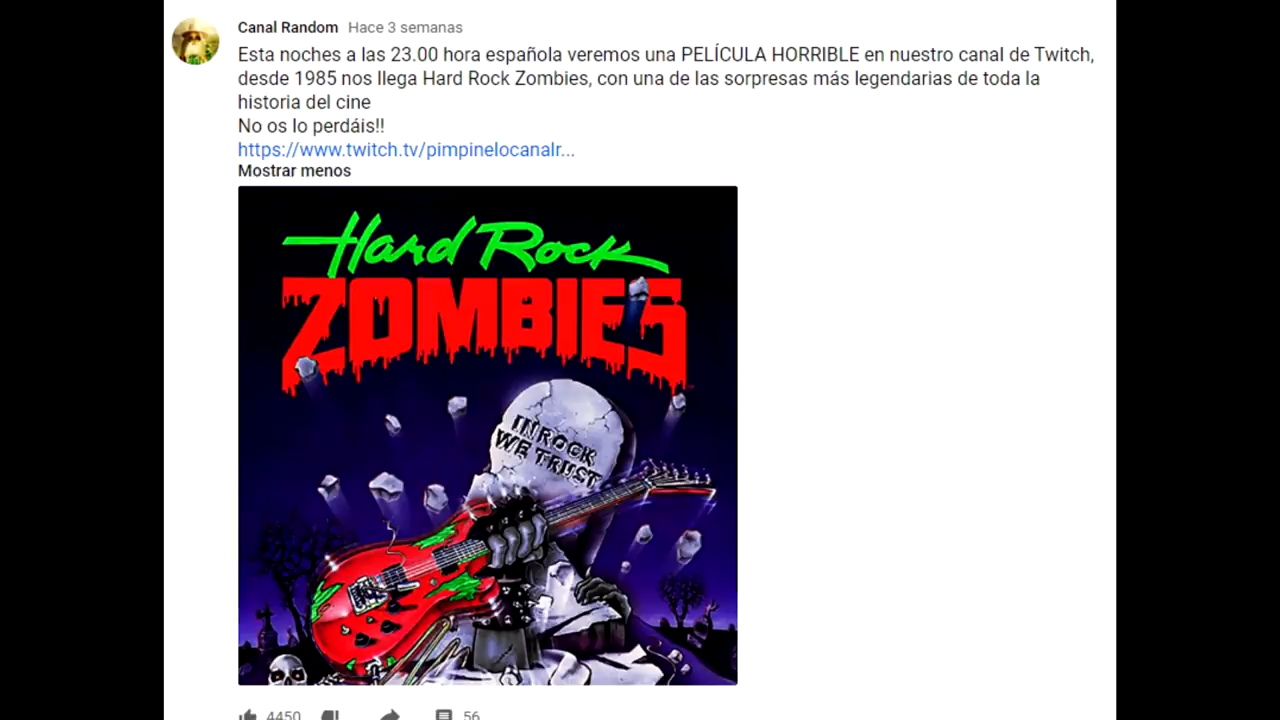 Canal Random Hace 3 semanas
Esta noches a las 23.00 hora española veremos una PELÍCULA HORRIBLE en nuestro canal de Twitch,
desde 1985 nos llega Hard Rock Zombies, con una de las sorpresas más legendarias de toda la
historia del cine
No os lo perdáis!!
https://www.twitch.tv/pimpinelocanalr...
Mostrar menos
Hard Rock
ZOMBIES
IN ROCK
WE TRUST
4450 56